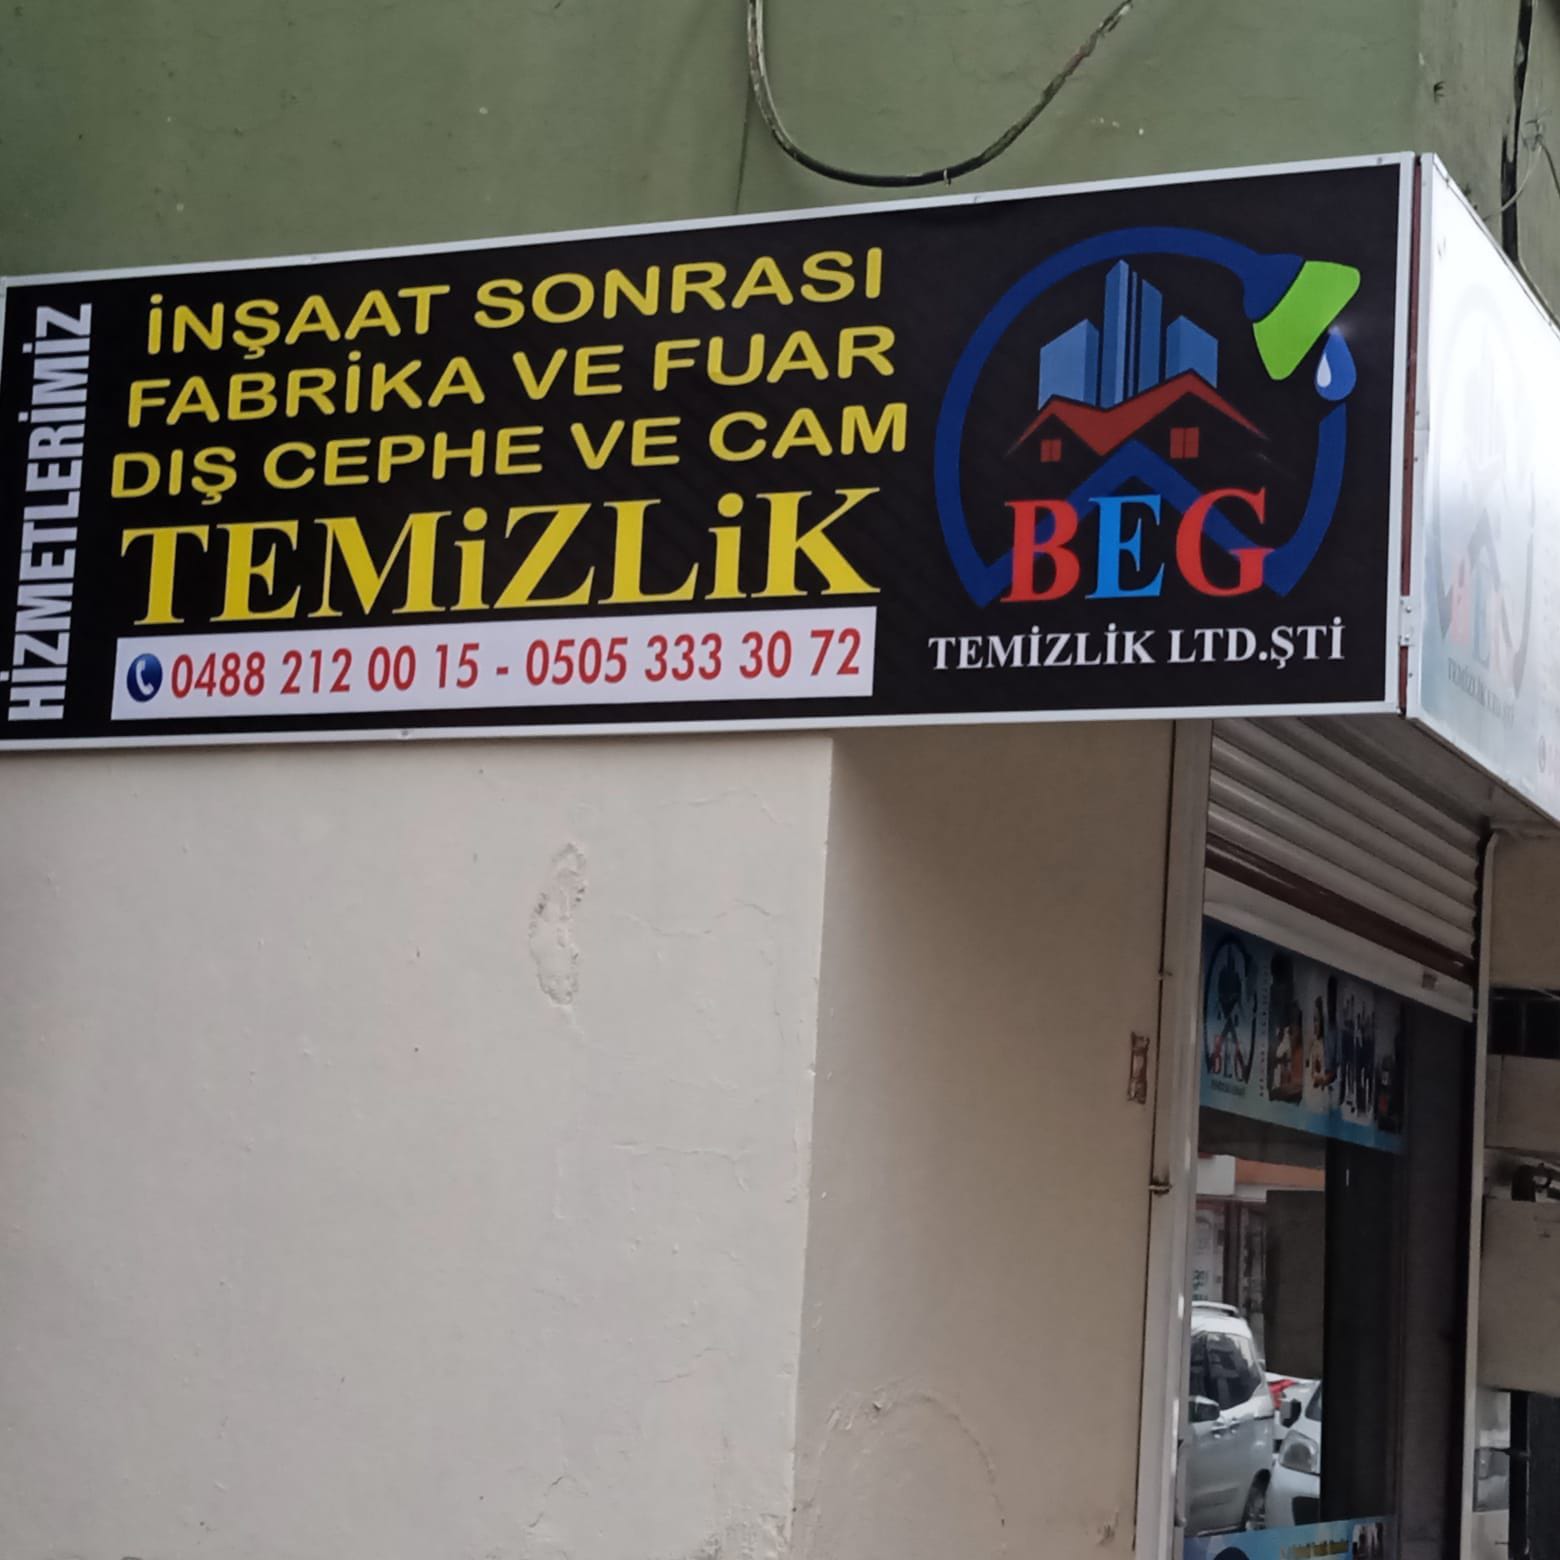 HİZMETLERİMİZ
İNŞAAT SONRASI
FABRİKA VE FUAR
DIŞ CEPHE VE CAM
TEMiZLiK
0488 212 00 15 - 0505 333 30 72
BEG
TEMİZLİK LTD.ŞTİ
BEG